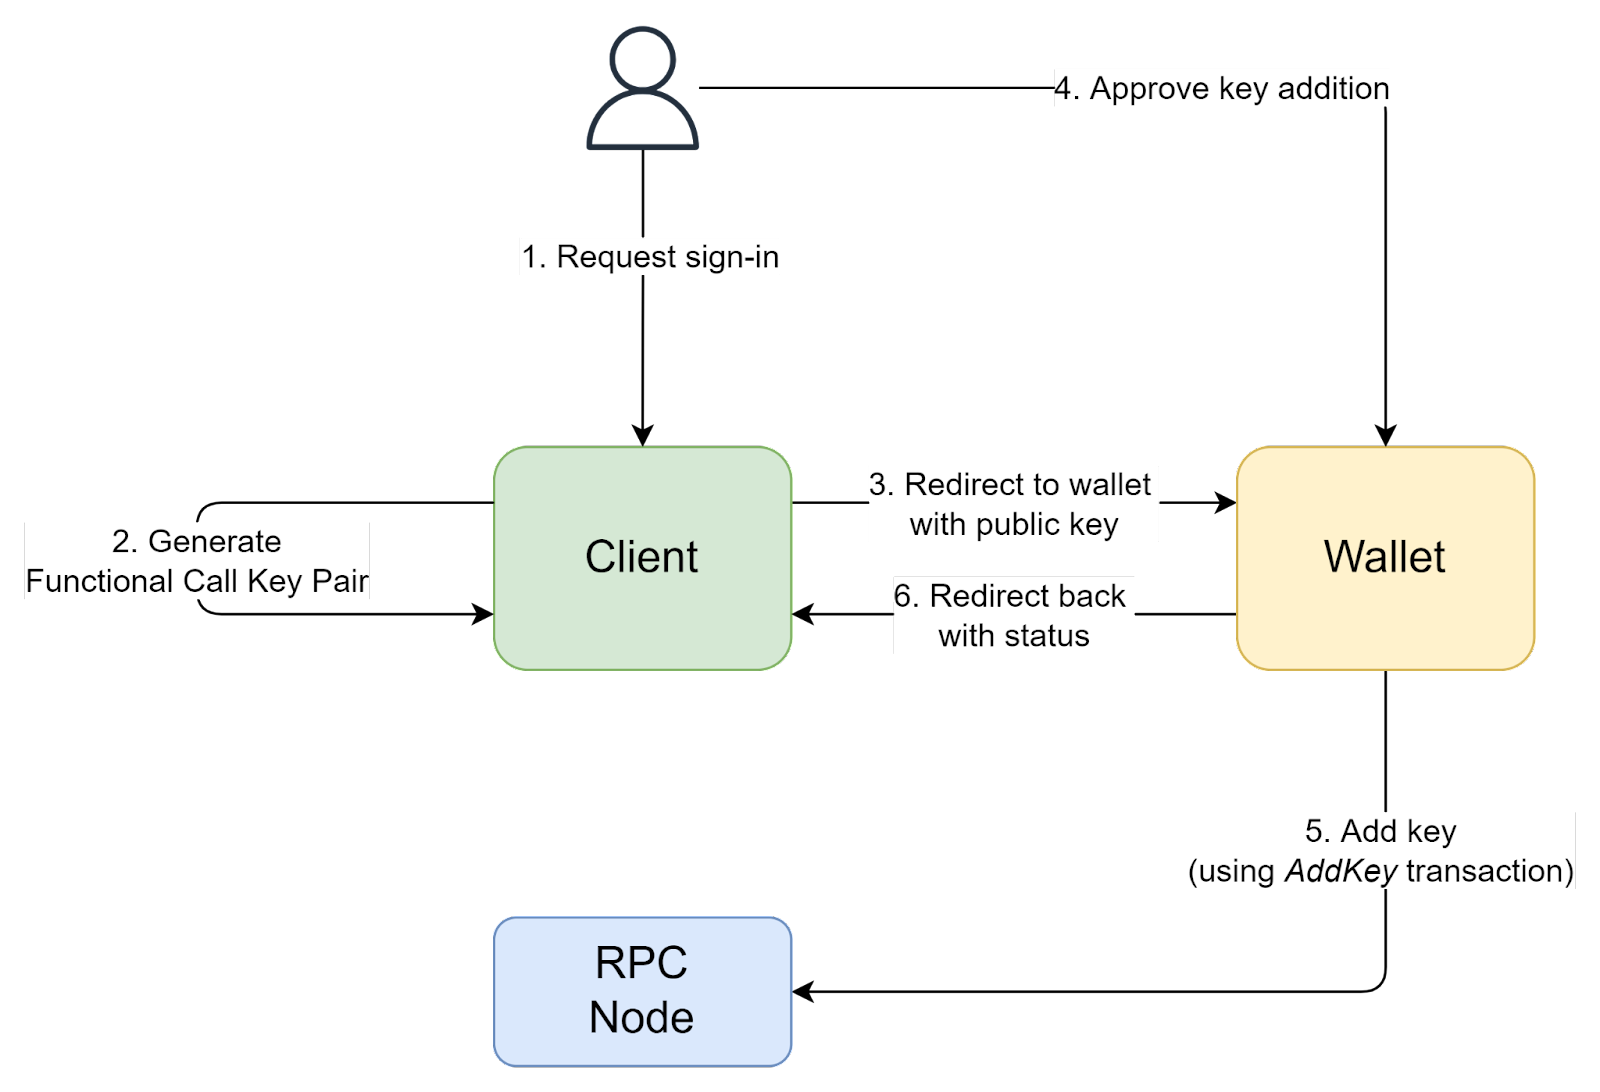 4. Approve key addition
1. Request sign-in
3. Redirect to wallet
with public key
2. Generate
Functional Call Key Pair
Client
Wallet
6. Redirect back
with status
5. Add key
(using AddKey transaction)
RPC
Node